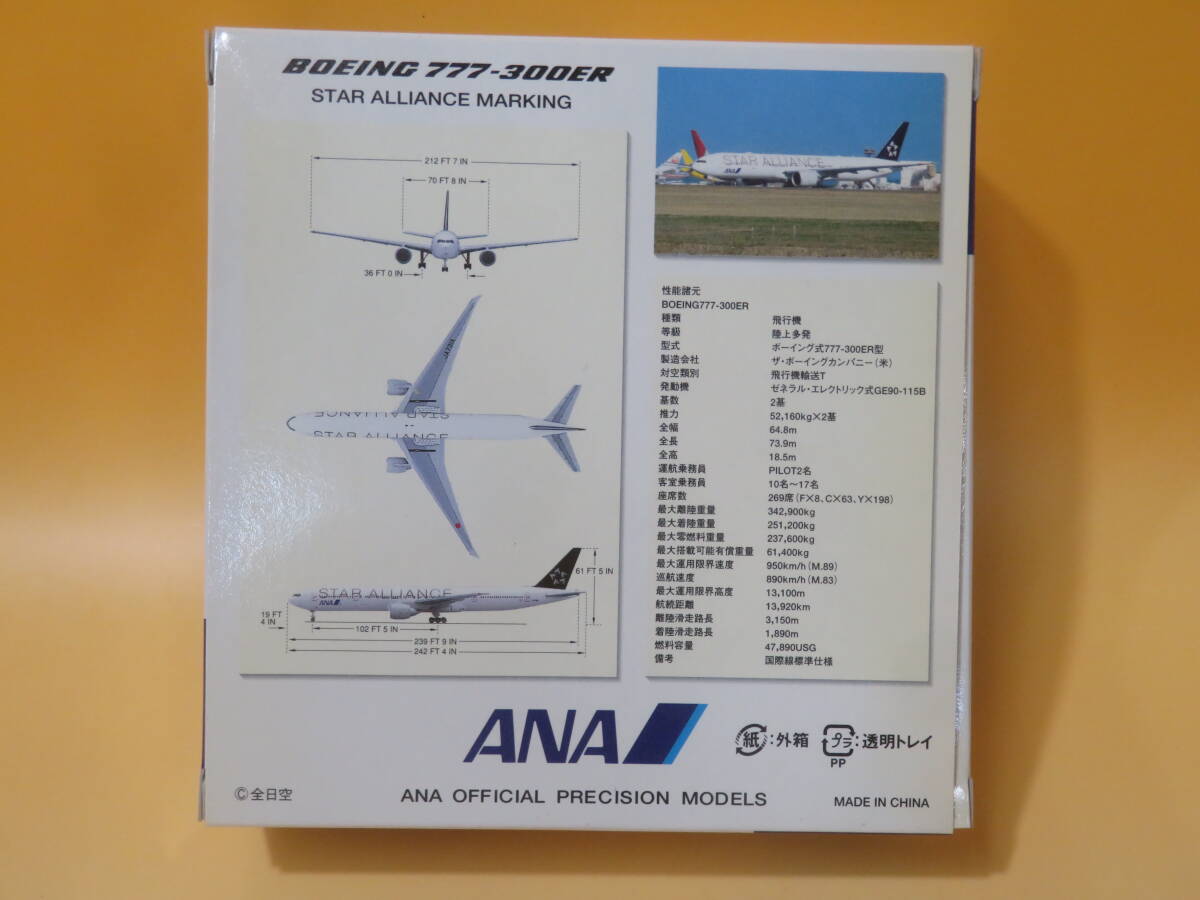 BOEING 777-300ER
STAR ALLIANCE MARKING
212 FT 7 IN
70 FT 8 IN
36 FT 0 IN
JA731A
STAR ALLIANCE
STAR ALLIANCE
STAR ALLIANCE
ANA
61 FT 5 IN
19 FT
4 IN
102 FT 5 IN
239 FT 9 IN
242 FT 4 IN
STAR ALLIANCE
ANA
性能諸元
BOEING777-300ER
種類 飛行機
等級 陸上多発
型式 ボーイング式777-300ER型
製造会社 ザ・ボーイングカンパニー(米)
対空類別 飛行機輸送T
発動機 ゼネラル・エレクトリック式GE90-115B
基数 2基
推力 52,160kg×2基
全幅 64.8m
全長 73.9m
全高 18.5m
運航乗務員 PILOT2名
客室乗務員 10名～17名
座席数 269席(F×8、C×63、Y×198)
最大離陸重量 342,900kg
最大着陸重量 251,200kg
最大零燃料重量 237,600kg
最大搭載可能有償重量 61,400kg
最大運用限界速度 950km/h(M.89)
巡航速度 890km/h(M.83)
最大運用限界高度 13,100m
航続距離 13,920km
離陸滑走路長 3,150m
着陸滑走路長 1,890m
燃料容量 47,890USG
備考 国際線標準仕様
ANA
紙:外箱 プラ:透明トレイ
PP
©全日空
ANA OFFICIAL PRECISION MODELS
MADE IN CHINA